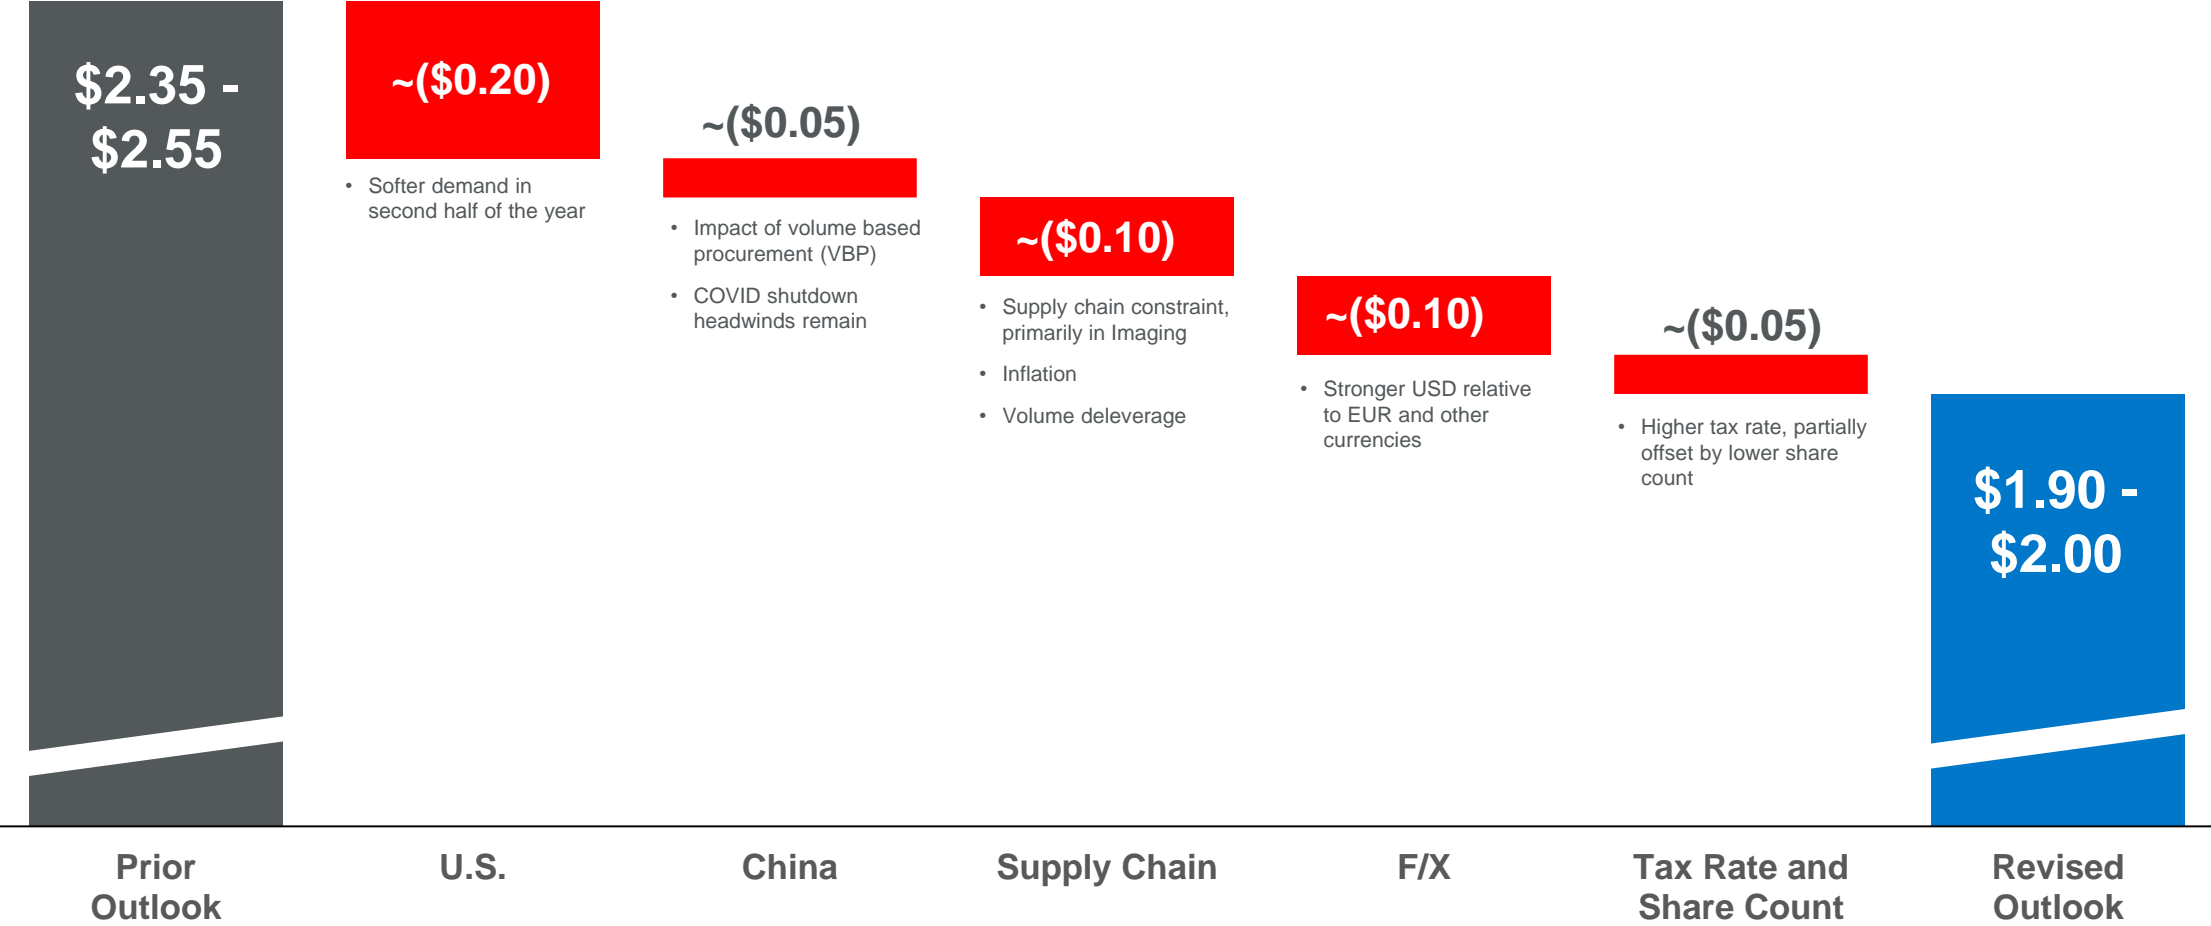 $2.35 -
$2.55
~($0.20)
• Softer demand in
second half of the year
~($0.05)
• Impact of volume based
procurement (VBP)
• COVID shutdown
headwinds remain
~($0.10)
• Supply chain constraint,
primarily in Imaging
• Inflation
• Volume deleverage
~($0.10)
• Stronger USD relative
to EUR and other
currencies
~($0.05)
• Higher tax rate, partially
offset by lower share
count
$1.90 -
$2.00
Prior
Outlook
U.S.
China
Supply Chain
F/X
Tax Rate and
Share Count
Revised
Outlook